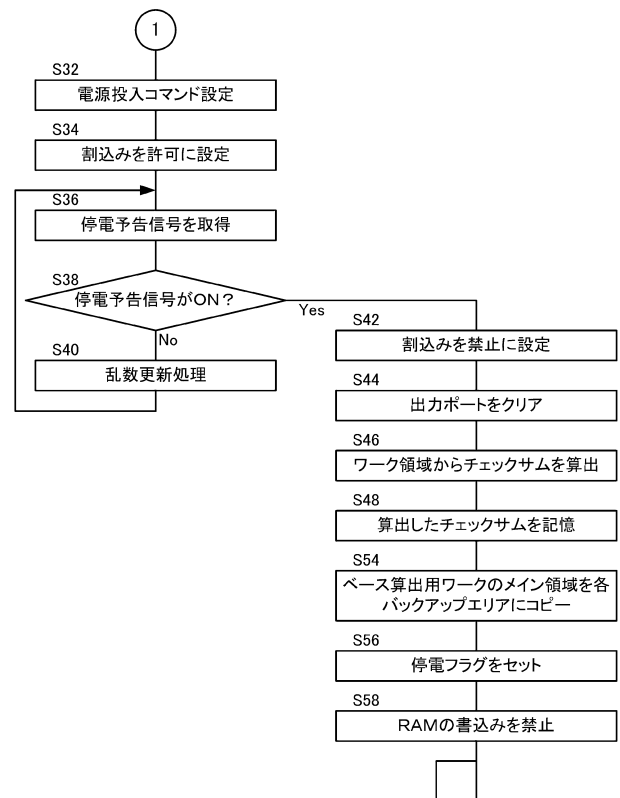 1
S32
電源投入コマンド設定
S34
割込みを許可に設定
S36
停電予告信号を取得
S38
停電予告信号がON？
Yes
No
S40
乱数更新処理
S42
割込みを禁止に設定
S44
出力ポートをクリア
S46
ワーク領域からチェックサムを算出
S48
算出したチェックサムを記憶
S54
ベース算出用ワークのメイン領域を各
バックアップエリアにコピー
S56
停電フラグをセット
S58
RAMの書込みを禁止